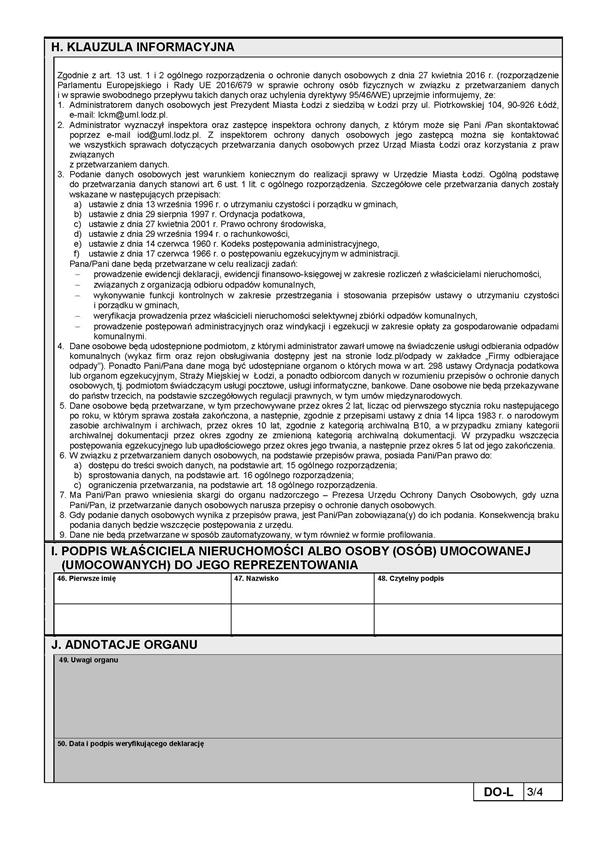 H. KLAUZULA INFORMACYJNA
Zgodnie z art. 13 ust. 1 i 2 ogólnego rozporządzenia o ochronie danych osobowych z dnia 27 kwietnia 2016 r. (rozporządzenie
Parlamentu Europejskiego i Rady UE 2016/679 w sprawie ochrony osób fizycznych w związku z przetwarzaniem danych
i w sprawie swobodnego przepływu takich danych oraz uchylenia dyrektywy 95/46/WE) uprzejmie informujemy, że:
1. Administratorem danych osobowych jest Prezydent Miasta Łodzi z siedzibą w Łodzi przy ul. Piotrkowskiej 104, 90-926 Łódź,
e-mail: lckm@uml.lodz.pl.
2. Administrator wyznaczył inspektora oraz zastępcę inspektora ochrony danych, z którym może się Pani /Pan skontaktować
poprzez e-mail iod@uml.lodz.pl. Z inspektorem ochrony danych osobowych jego zastępcą można się kontaktować
we wszystkich sprawach dotyczących przetwarzania danych osobowych przez Urząd Miasta Łodzi oraz korzystania z praw
związanych
z przetwarzaniem danych.
3. Podanie danych osobowych jest warunkiem koniecznym do realizacji sprawy w Urzędzie Miasta Łodzi. Ogólną podstawę
do przetwarzania danych stanowi art. 6 ust. 1 lit. c ogólnego rozporządzenia. Szczegółowe cele przetwarzania danych zostały
wskazane w następujących przepisach:
a) ustawie z dnia 13 września 1996 r. o utrzymaniu czystości i porządku w gminach,
b) ustawie z dnia 29 sierpnia 1997 r. Ordynacja podatkowa,
c) ustawie z dnia 27 kwietnia 2001 r. Prawo ochrony środowiska,
d) ustawie z dnia 29 września 1994 r. o rachunkowości,
e) ustawie z dnia 14 czerwca 1960 r. Kodeks postępowania administracyjnego,
f) ustawie z dnia 17 czerwca 1966 r. o postępowaniu egzekucyjnym w administracji.
Pana/Pani dane będą przetwarzane w celu realizacji zadań:
– prowadzenie ewidencji deklaracji, ewidencji finansowo-księgowej w zakresie rozliczeń z właścicielami nieruchomości,
– związanych z organizacją odbioru odpadów komunalnych,
– wykonywanie funkcji kontrolnych w zakresie przestrzegania i stosowania przepisów ustawy o utrzymaniu czystości
i porządku w gminach,
– weryfikacja prowadzenia przez właścicieli nieruchomości selektywnej zbiórki odpadów komunalnych,
– prowadzenie postępowań administracyjnych oraz windykacji i egzekucji w zakresie opłaty za gospodarowanie odpadami
komunalnymi.
4. Dane osobowe będą udostępnione podmiotom, z którymi administrator zawarł umowę na świadczenie usługi odbierania odpadów
komunalnych (wykaz firm oraz rejon obsługiwania dostępny jest na stronie lodz.pl/odpady w zakładce „Firmy odbierające
odpady”). Ponadto Pani/Pana dane mogą być udostępniane organom o których mowa w art. 298 ustawy Ordynacja podatkowa
lub organom egzekucyjnym, Straży Miejskiej w Łodzi, a ponadto odbiorcom danych w rozumieniu przepisów o ochronie danych
osobowych, tj. podmiotom świadczącym usługi pocztowe, usługi informatyczne, bankowe. Dane osobowe nie będą przekazywane
do państw trzecich, na podstawie szczegółowych regulacji prawnych, w tym umów międzynarodowych.
5. Dane osobowe będą przetwarzane, w tym przechowywane przez okres 2 lat, licząc od pierwszego stycznia roku następującego
po roku, w którym sprawa została zakończona, a następnie, zgodnie z przepisami ustawy z dnia 14 lipca 1983 r. o narodowym
zasobie archiwalnym i archiwach, przez okres 10 lat, zgodnie z kategorią archiwalną B10, a w przypadku zmiany kategorii
archiwalnej dokumentacji przez okres zgodny ze zmienioną kategorią archiwalną dokumentacji. W przypadku wszczęcia
postępowania egzekucyjnego lub upadłościowego przez okres jego trwania, a następnie przez okres 5 lat od jego zakończenia.
6. W związku z przetwarzaniem danych osobowych, na podstawie przepisów prawa, posiada Pani/Pan prawo do:
a) dostępu do treści swoich danych, na podstawie art. 15 ogólnego rozporządzenia;
b) sprostowania danych, na podstawie art. 16 ogólnego rozporządzenia;
c) ograniczenia przetwarzania, na podstawie art. 18 ogólnego rozporządzenia.
7. Ma Pani/Pan prawo wniesienia skargi do organu nadzorczego – Prezesa Urzędu Ochrony Danych Osobowych, gdy uzna
Pani/Pan, iż przetwarzanie danych osobowych narusza przepisy o ochronie danych osobowych.
8. Gdy podanie danych osobowych wynika z przepisów prawa, jest Pani/Pan zobowiązana(y) do ich podania. Konsekwencją braku
podania danych będzie wszczęcie postępowania z urzędu.
9. Dane nie będą przetwarzane w sposób zautomatyzowany, w tym również w formie profilowania.
I. PODPIS WŁAŚCICIELA NIERUCHOMOŚCI ALBO OSOBY (OSÓB) UMOCOWANEJ
(UMOCOWANYCH) DO JEGO REPREZENTOWANIA
46. Pierwsze imię
47. Nazwisko
48. Czytelny podpis
J. ADNOTACJE ORGANU
49. Uwagi organu
50. Data i podpis weryfikującego deklarację
DO-L 3/4